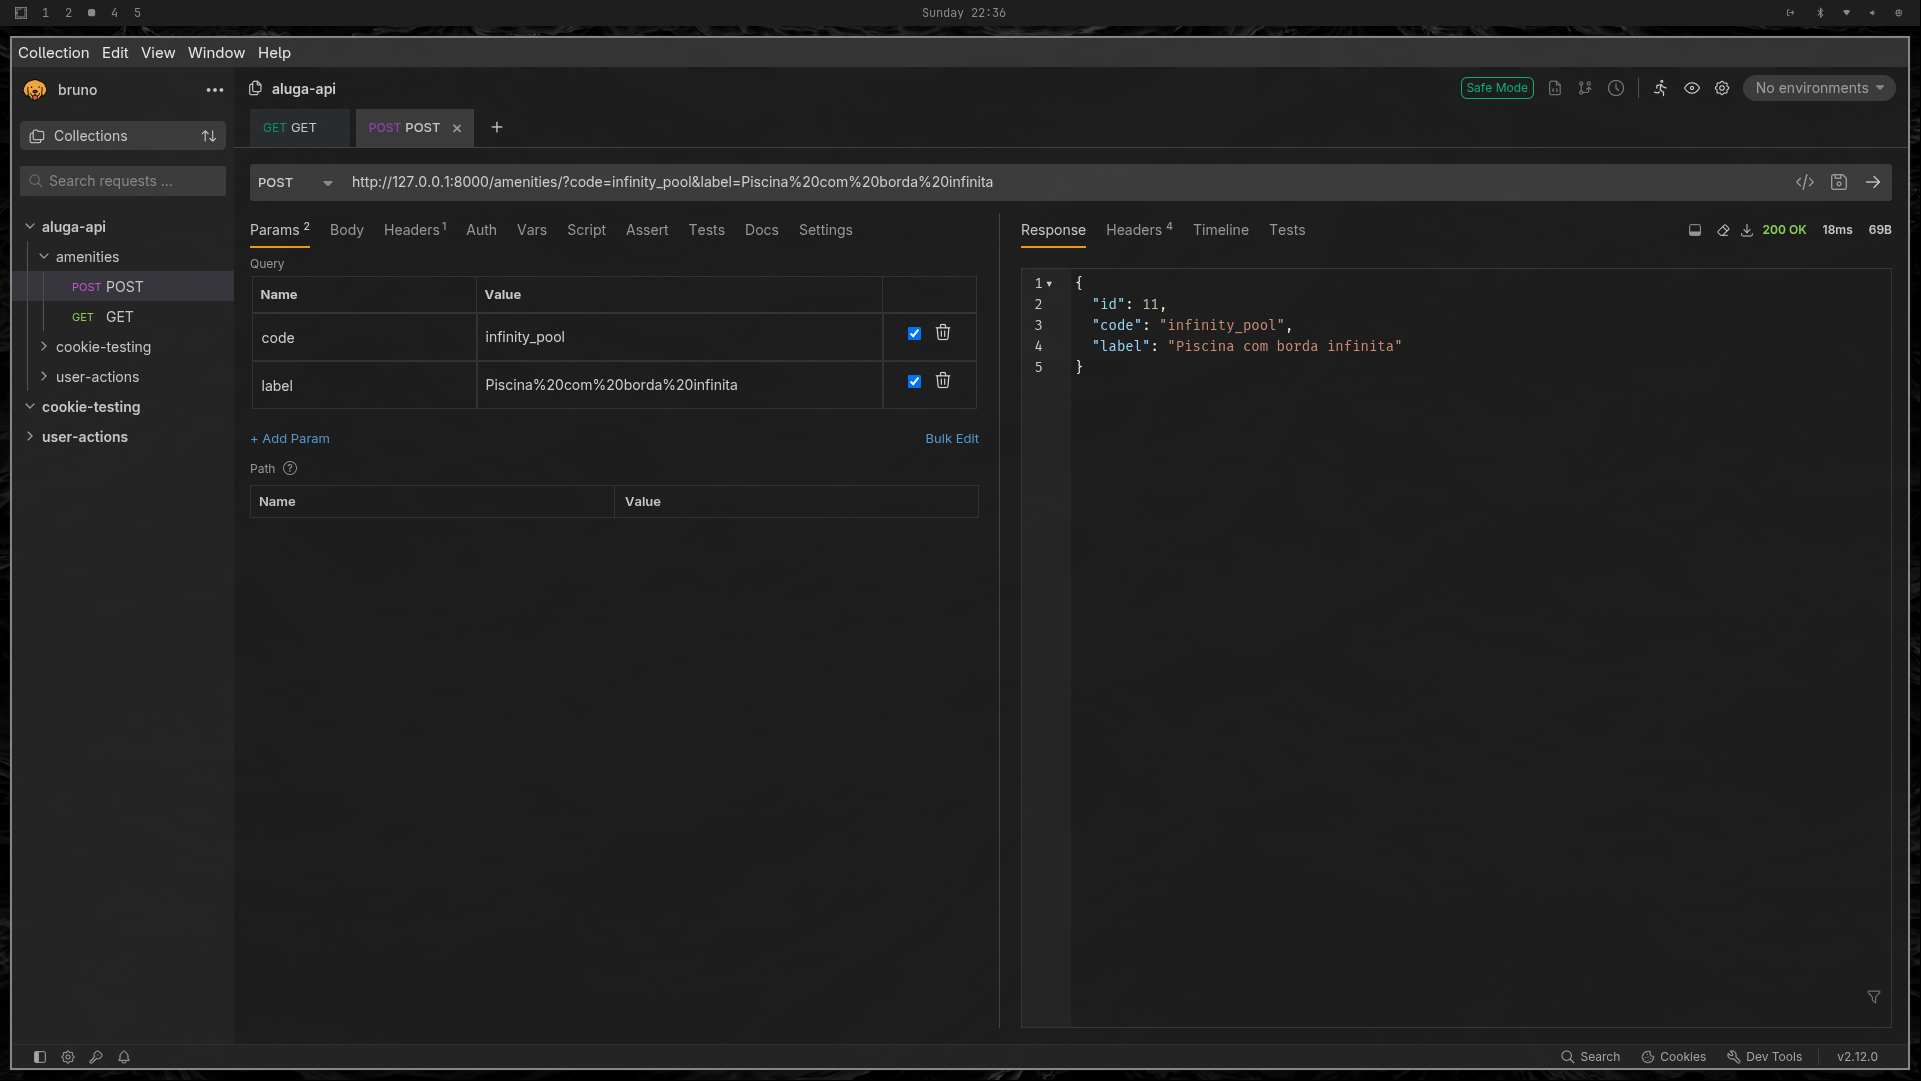 1 2 4 5 Sunday 22:36
Collection Edit View Window Help
bruno
Collections
Search requests ...
aluga-api
amenities
POST POST
GET GET
cookie-testing
user-actions
cookie-testing
user-actions
aluga-api
Safe Mode
No environments
GET GET
POST POST
POST http://127.0.0.1:8000/amenities/?code=infinity_pool&label=Piscina%20com%20borda%20infinita
Params 2 Body Headers 1 Auth Vars Script Assert Tests Docs Settings
Query
Name Value
code infinity_pool
label Piscina%20com%20borda%20infinita
+ Add Param Bulk Edit
Path ?
Name Value
Response Headers 4 Timeline Tests 200 OK 18ms 69B
1 {
2 "id": 11,
3 "code": "infinity_pool",
4 "label": "Piscina com borda infinita"
5 }
Search Cookies Dev Tools v2.12.0